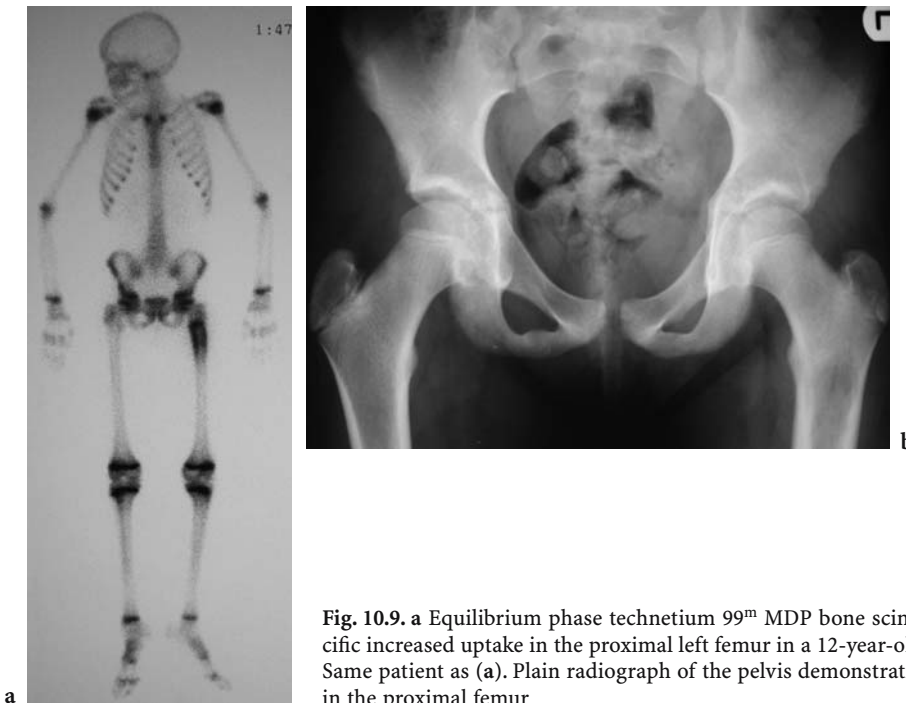 1:47
L
b
a
Fig. 10.9. a Equilibrium phase technetium 99m MDP bone scin
cific increased uptake in the proximal left femur in a 12-year-ol
Same patient as (a). Plain radiograph of the pelvis demonstrat
in the proximal femur